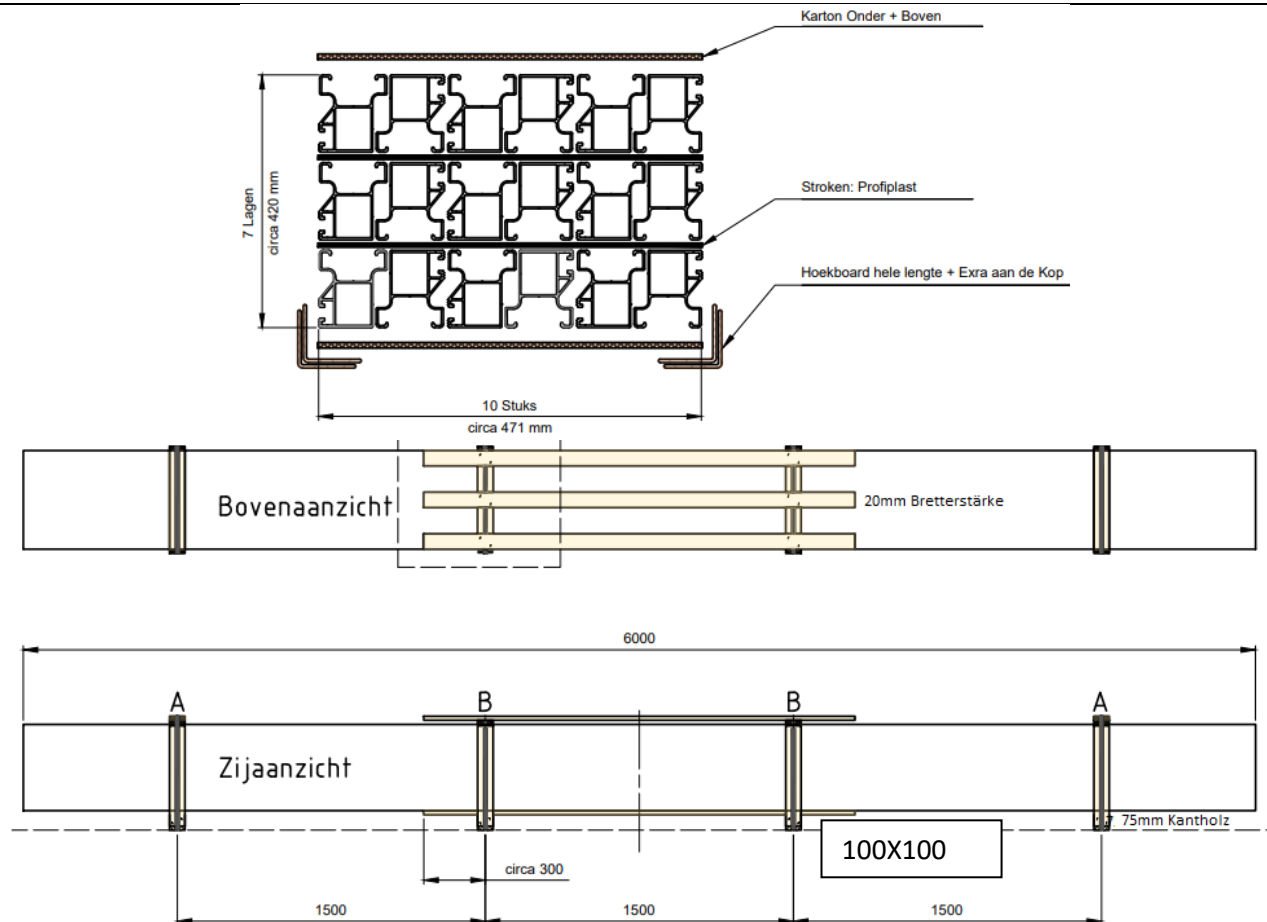 Karton Onder + Boven
7 Lagen
circa 420 mm
Stroken: Profiplast
Hoekboard hele lengte + Exra aan de Kop
10 Stuks
circa 471 mm
Bovenaanzicht
20mm Bretterstärke
6000
A
B
B
A
Zijaanzicht
75mm Kantholz
100X100
circa 300
1500
1500
1500